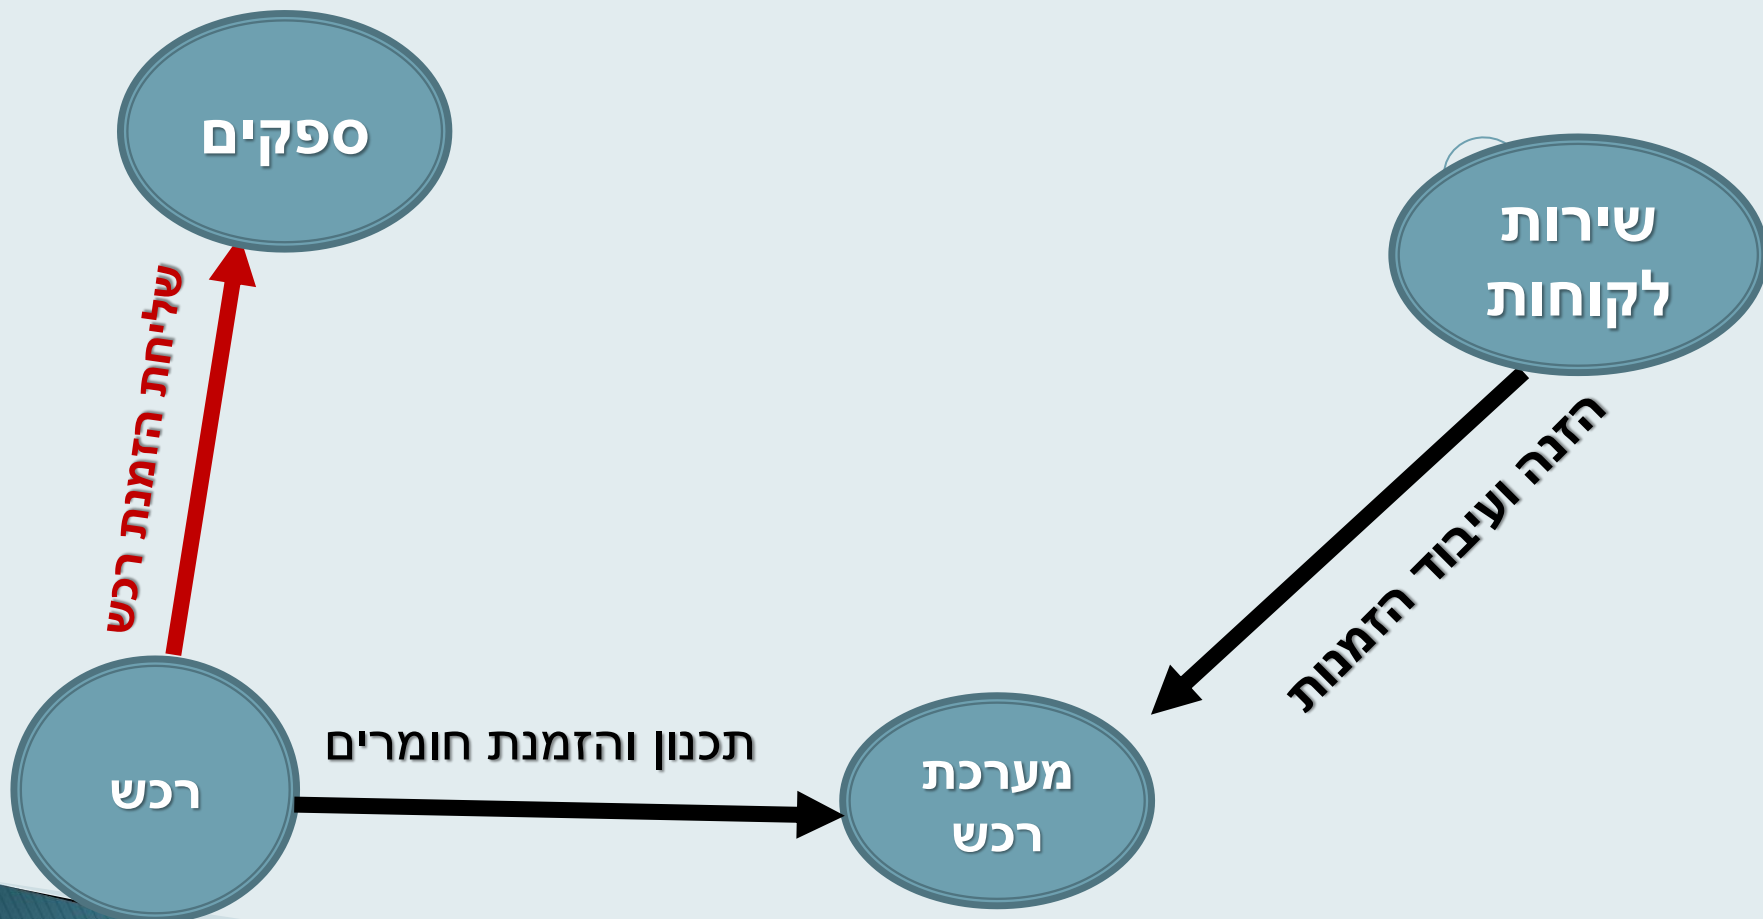 ספקים
שירות
לקוחות
שליחת הזמנת רכש
הזנה ועיבוד הזמנות
תכנון והזמנת חומרים
מערכת
רכש
רכש